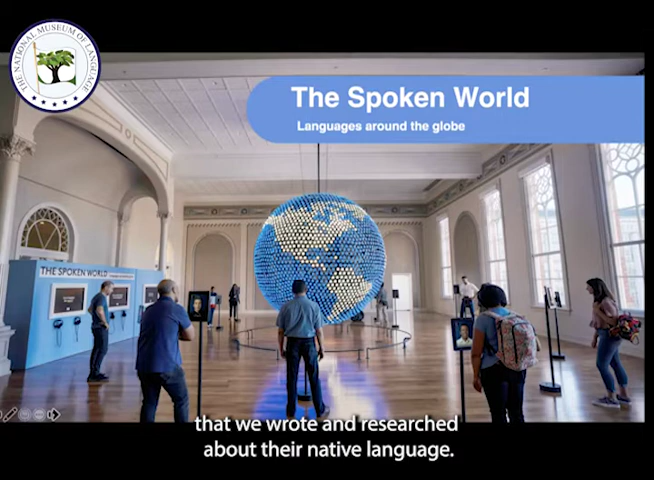 THE NATIONAL MUSEUM OF LANGUAGE
The Spoken World
Languages around the globe
THE SPOKEN WORLD
that we wrote and researched
about their native language.